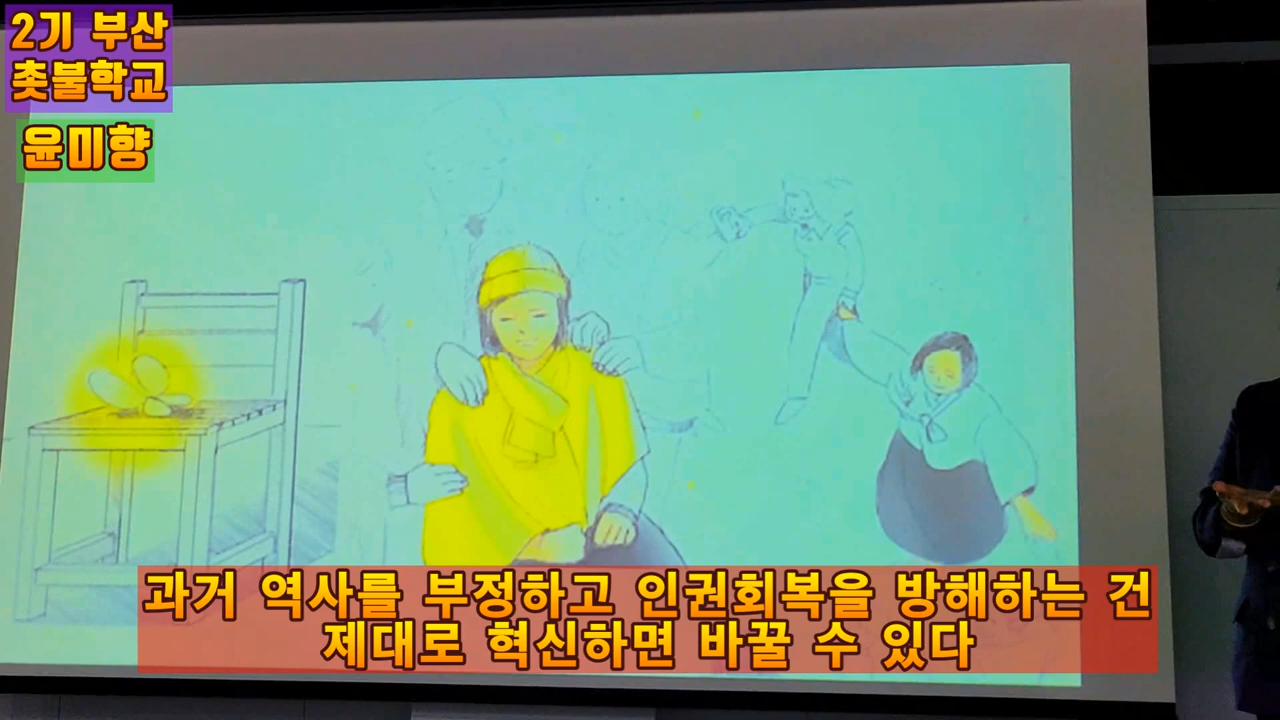 2기 부산
촛불학교
윤미향
과거 역사를 부정하고 인권회복을 방해하는 건
제대로 혁신하면 바꿀 수 있다